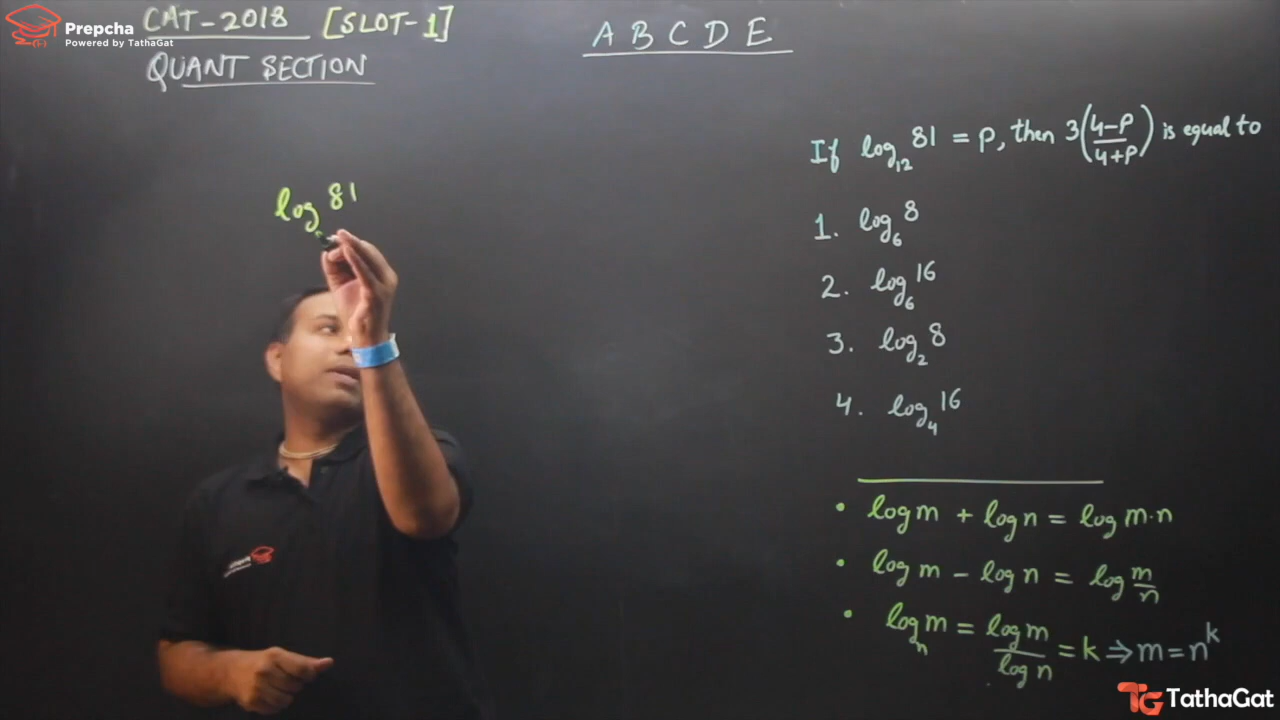 Prepcha
Powered by TathaGat
CAT-2018 [SLOT-1]
QUANT SECTION
A B C D E
If log₁₂ 81 = P, then 3((4-P)/(4+P)) is equal to
log 81
1. log₆ 8
2. log₆ 16
3. log₂ 8
4. log₄ 16
• log m + log n = log m·n
• log m - log n = log m/n
• logₙ m = log m/log n = k ⇒ m = nᵏ
TathaGat